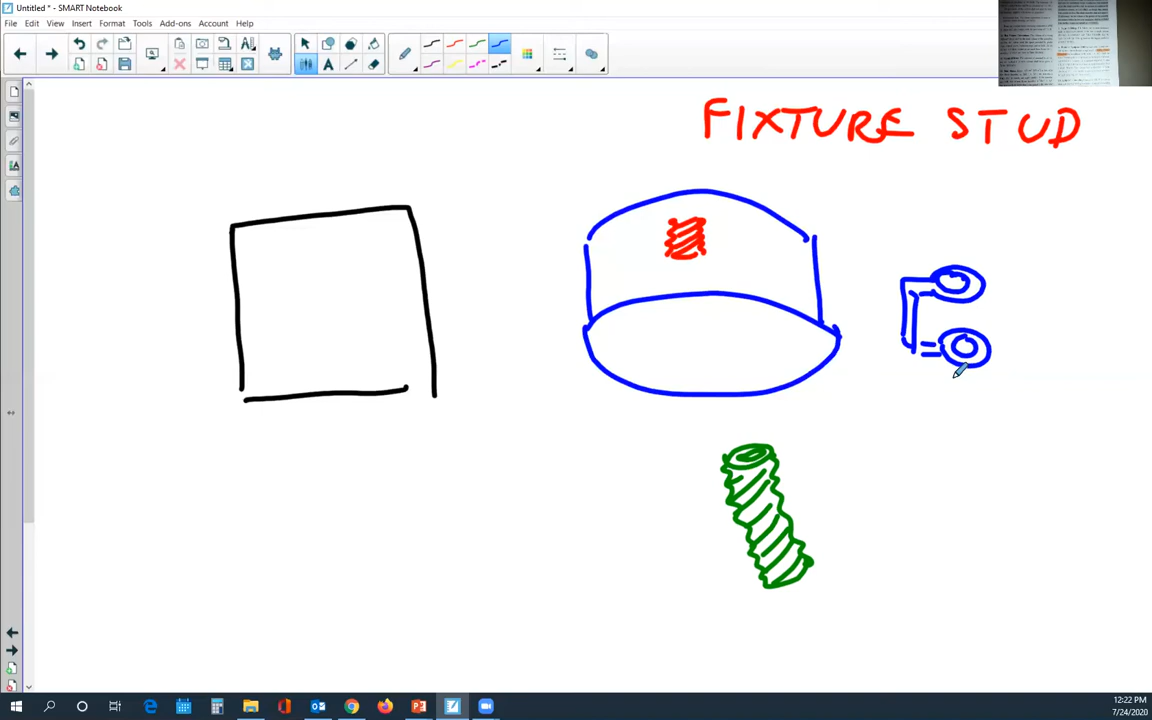 Untitled * - SMART Notebook
File Edit View Insert Format Tools Add-ons Account Help
FIXTURE STUD
12:22 PM
7/24/2020